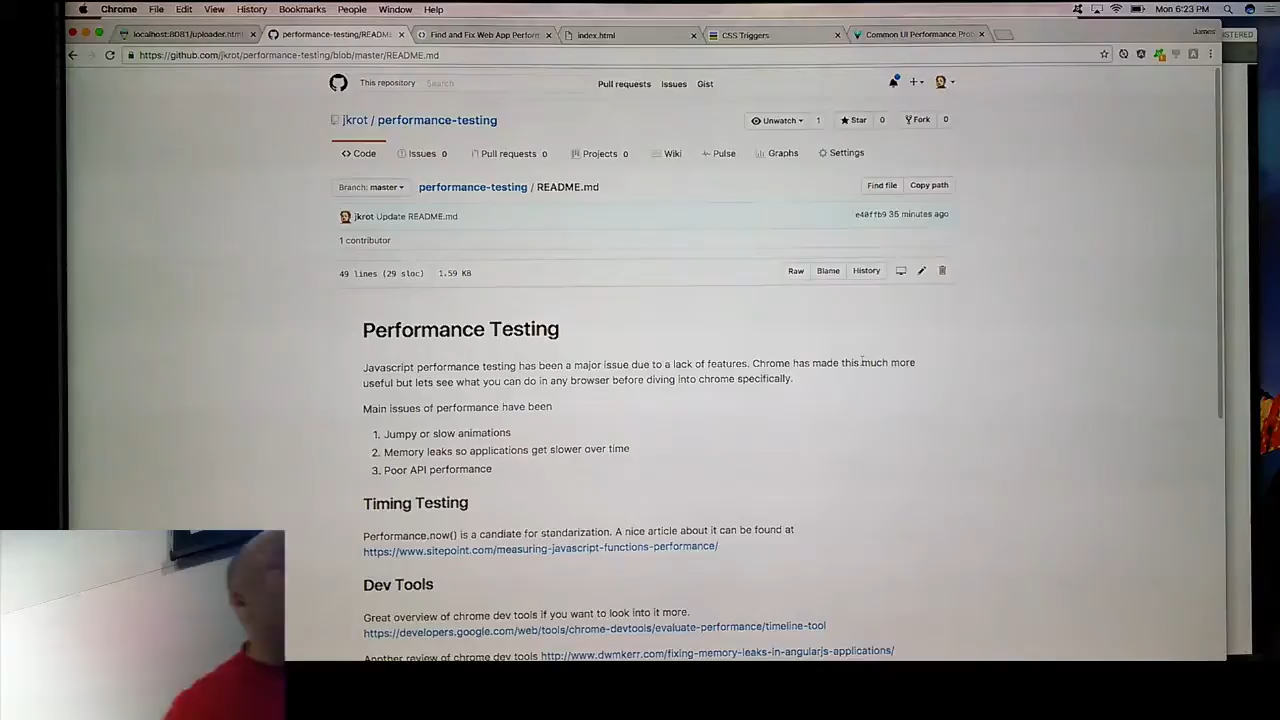 Chrome File Edit View History Bookmarks People Window Help Mon 6:23 PM
localhost:8081/uploader.html performance-testing/READM Find and Fix Web App Perform index.html CSS Triggers Common UI Performance Prob James
https://github.com/jkrot/performance-testing/blob/master/README.md
This repository Search Pull requests Issues Gist
jkrot / performance-testing Unwatch 1 Star 0 Fork 0
<> Code Issues 0 Pull requests 0 Projects 0 Wiki Pulse Graphs Settings
Branch: master performance-testing / README.md Find file Copy path
jkrot Update README.md e40ffb9 35 minutes ago
1 contributor
49 lines (29 sloc) 1.59 KB Raw Blame History
Performance Testing
Javascript performance testing has been a major issue due to a lack of features. Chrome has made this much more
useful but lets see what you can do in any browser before diving into chrome specifically.
Main issues of performance have been
1. Jumpy or slow animations
2. Memory leaks so applications get slower over time
3. Poor API performance
Timing Testing
Performance.now() is a candiate for standarization. A nice article about it can be found at
https://www.sitepoint.com/measuring-javascript-functions-performance/
Dev Tools
Great overview of chrome dev tools if you want to look into it more.
https://developers.google.com/web/tools/chrome-devtools/evaluate-performance/timeline-tool
Another review of chrome dev tools http://www.dwmkerr.com/fixing-memory-leaks-in-angularjs-applications/